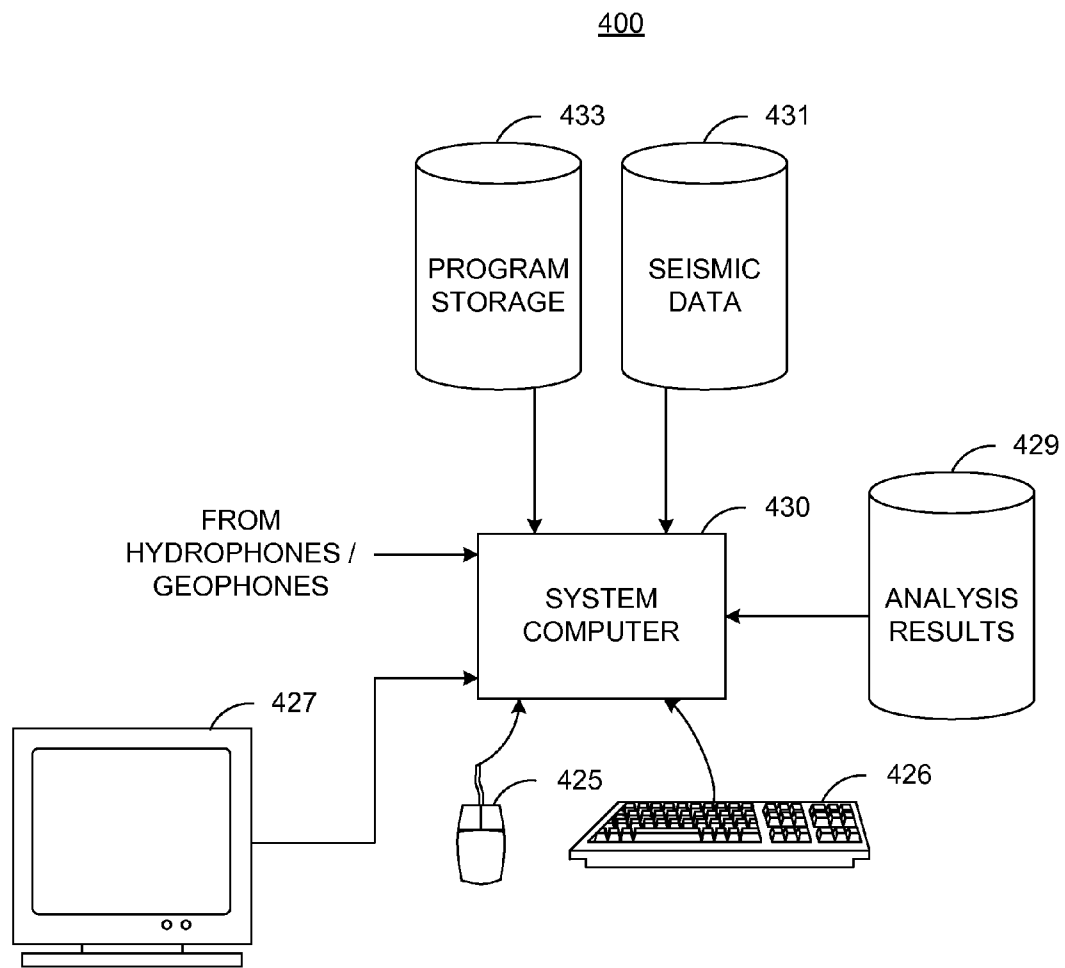 400
433
431
PROGRAM
STORAGE
SEISMIC
DATA
429
430
FROM
HYDROPHONES /
GEOPHONES
SYSTEM
COMPUTER
ANALYSIS
RESULTS
427
425
426